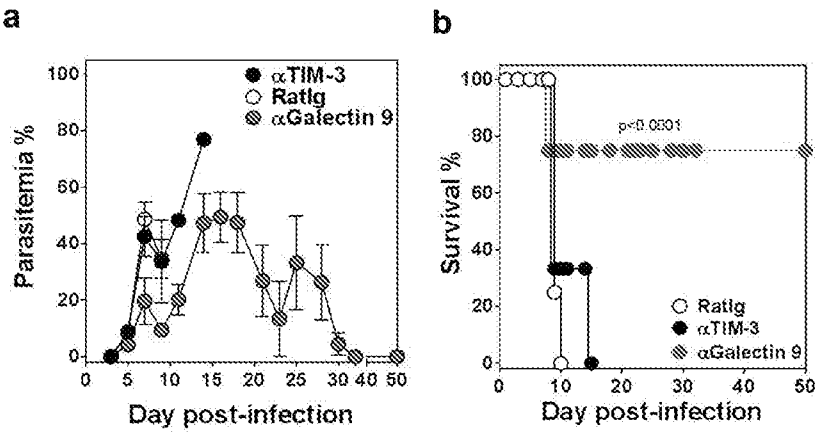 a
100
80
60
40
20
0
Parasitemia %
αTIM-3
RatIg
αGalectin 9
0 5 10 15 20 25 30 40 50
Day post-infection
b
100
80
60
40
20
0
Survival %
p<0.0001
RatIg
αTIM-3
αGalectin 9
0 10 20 30 40 50
Day post-infection